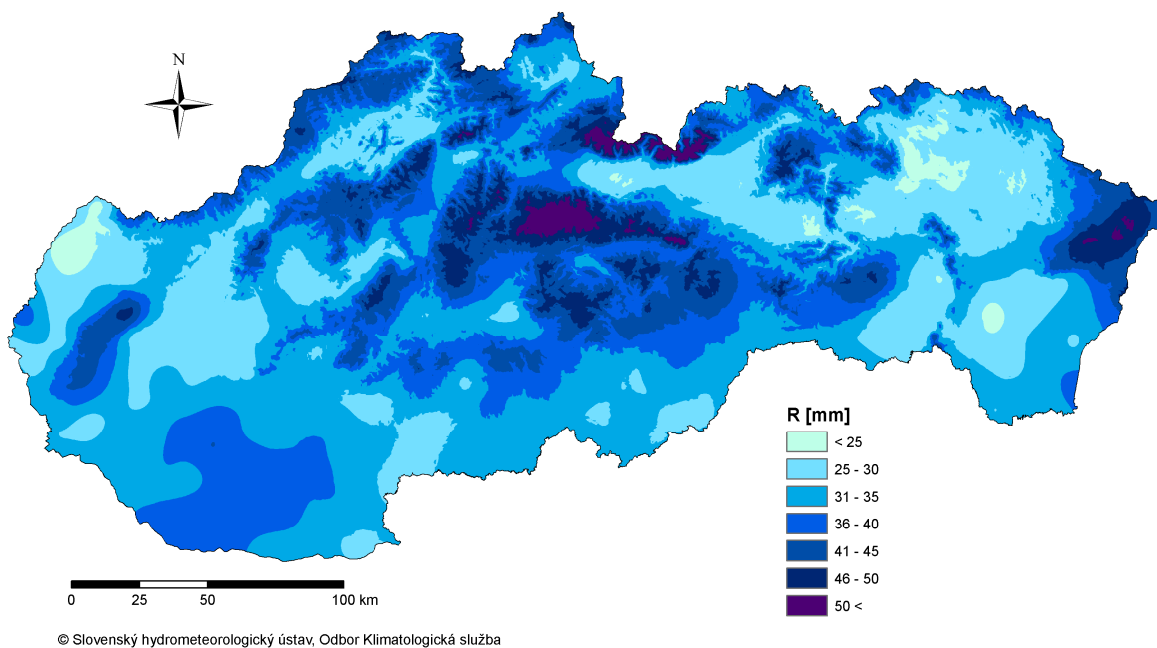 N
R [mm]
< 25
25 - 30
31 - 35
36 - 40
41 - 45
46 - 50
50 <
0 25 50 100 km
© Slovenský hydrometeorologický ústav, Odbor Klimatologická služba